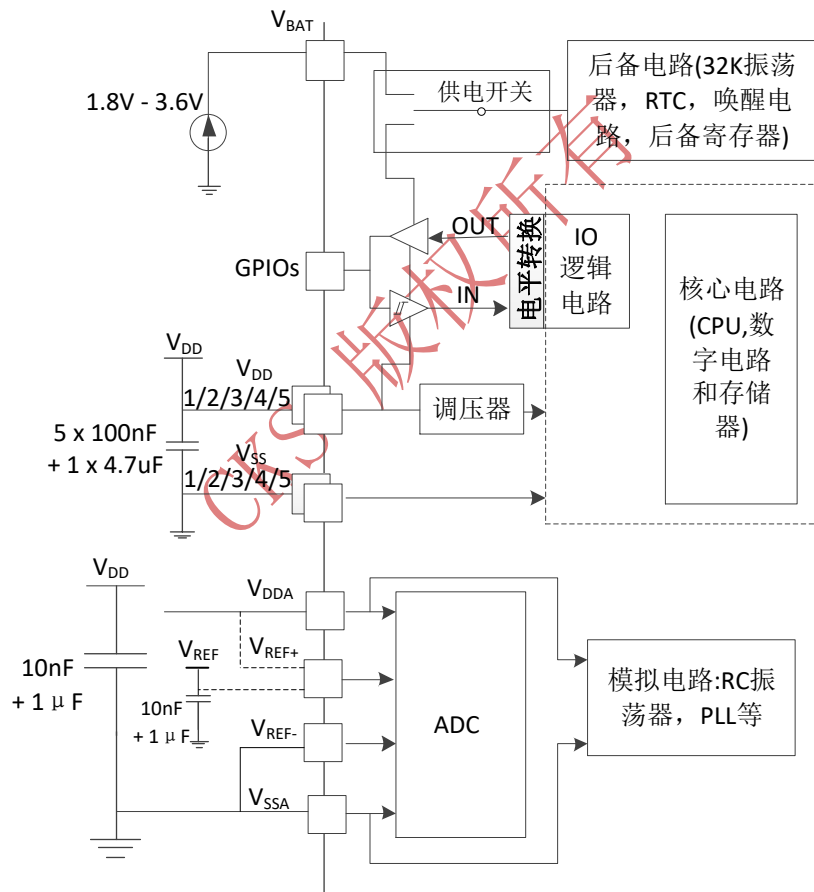 VBAT
1.8V - 3.6V
供电开关
后备电路(32K振荡
器，RTC，唤醒电
路，后备寄存器)
GPIOs
OUT
IN
电平转换
IO
逻辑
电路
核心电路
(CPU,数
字电路
和存储
器)
VDD
VDD
1/2/3/4/5
调压器
5 x 100nF
+ 1 x 4.7uF
VSS
1/2/3/4/5
CKS 版权所有
VDD
VDDA
VREF
VREF+
10nF
+ 1 μ F
10nF
+ 1 μ F
VREF-
VSSA
ADC
模拟电路:RC振
荡器，PLL等